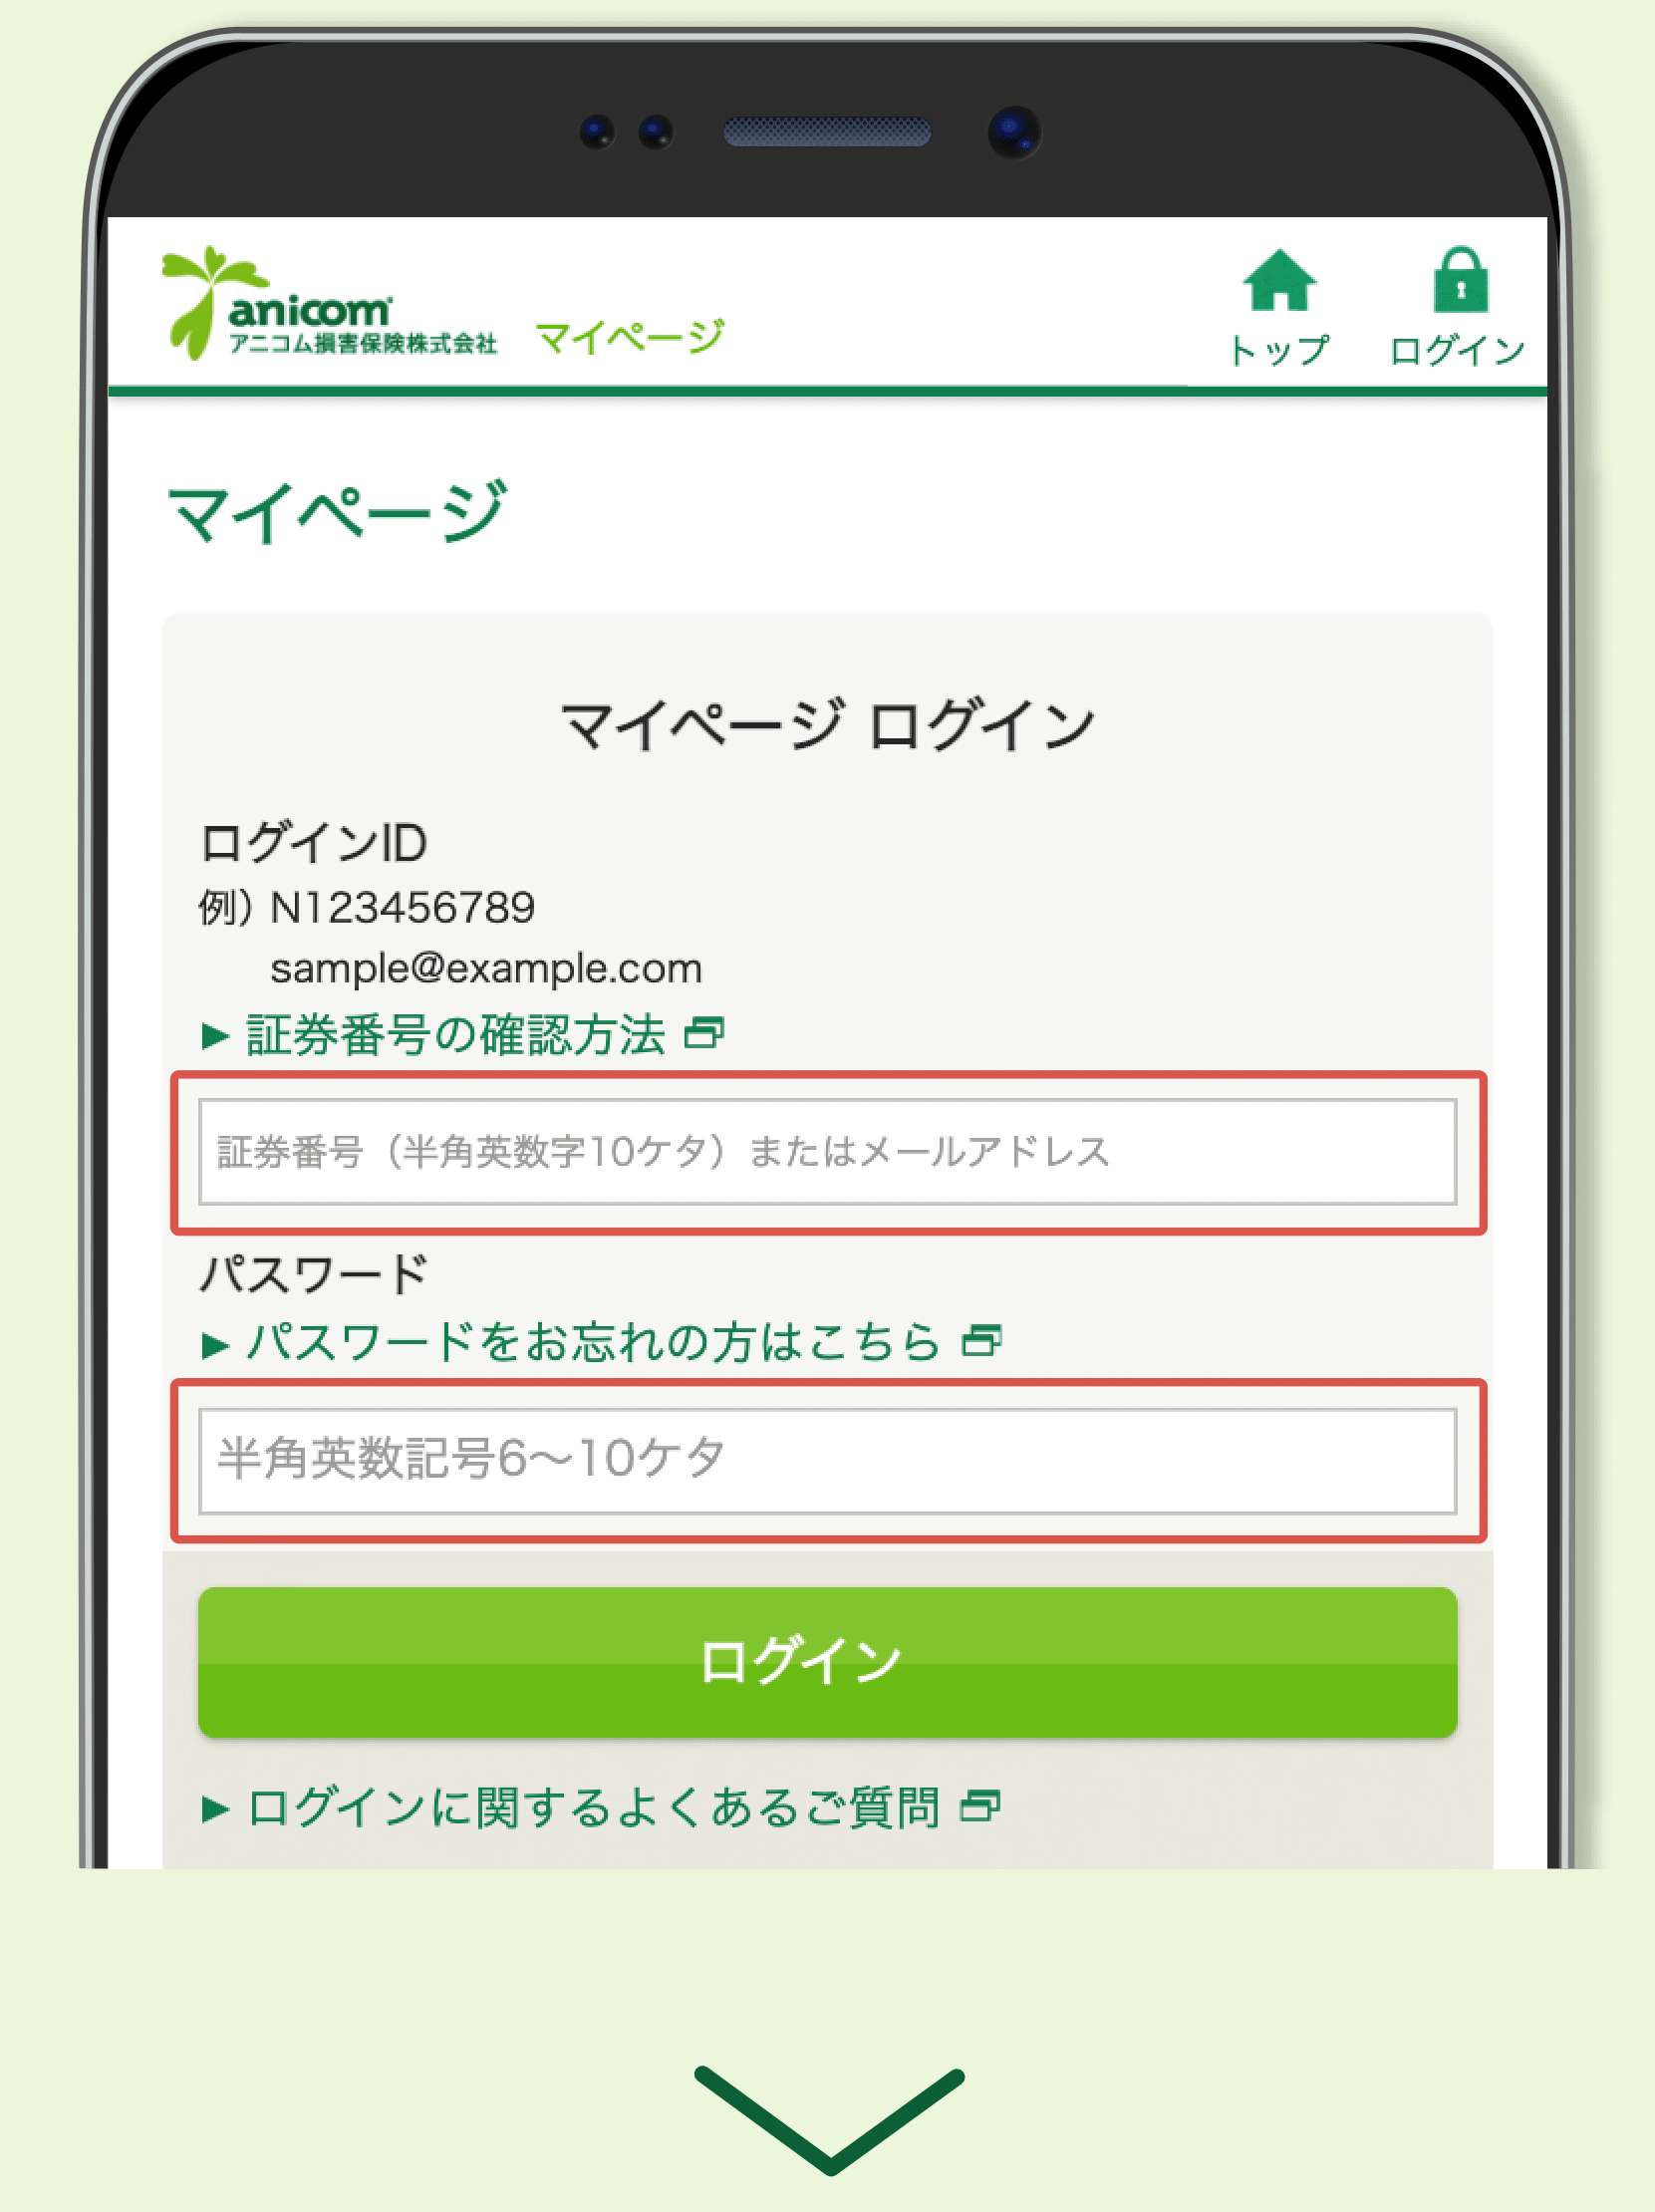 anicom
アニコム損害保険株式会社
マイページ
トップ
ログイン
マイページ
マイページ ログイン
ログインID
例）N123456789
sample@example.com
▶ 証券番号の確認方法
証券番号（半角英数字10ケタ）またはメールアドレス
パスワード
▶ パスワードをお忘れの方はこちら
半角英数記号6〜10ケタ
ログイン
▶ ログインに関するよくあるご質問